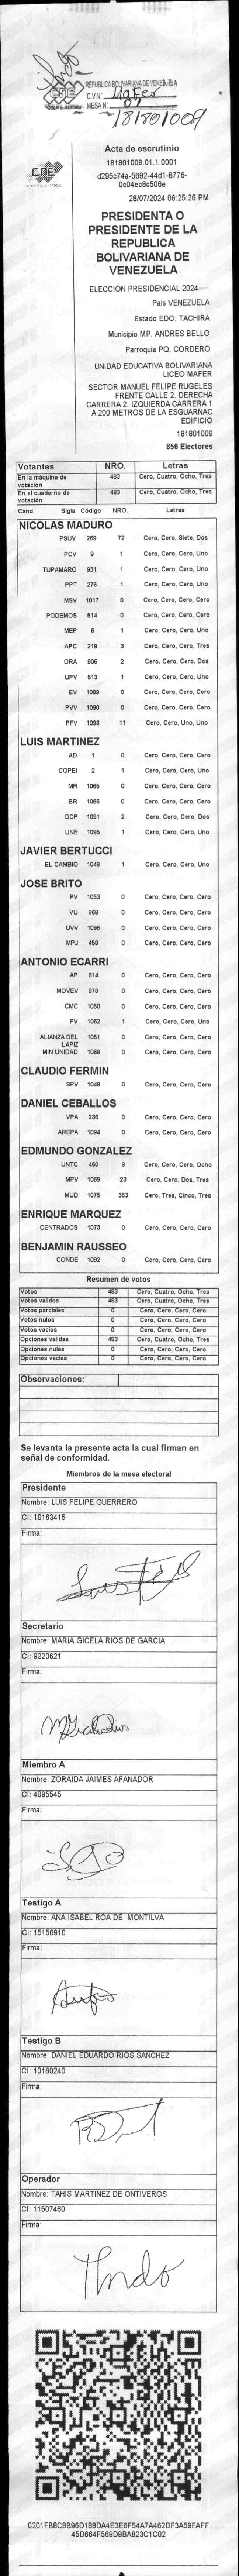 REPÚBLICA BOLIVARIANA DE VENEZUELA
C.V.Nº: Mafer
MESA Nº: 01
181801009
CNE
Acta de escrutinio
181801009.01.1.0001
d295c74a-5692-44d1-8776-
0c04ec8c506e
28/07/2024 06:25:26 PM
PRESIDENTA O
PRESIDENTE DE LA
REPUBLICA
BOLIVARIANA DE
VENEZUELA
ELECCIÓN PRESIDENCIAL 2024
País VENEZUELA
Estado EDO. TACHIRA
Municipio MP. ANDRES BELLO
Parroquia PQ. CORDERO
UNIDAD EDUCATIVA BOLIVARIANA
LICEO MAFER
SECTOR MANUEL FELIPE RUGELES
FRENTE CALLE 2. DERECHA
CARRERA 2. IZQUIERDA CARRERA 1
A 200 METROS DE LA ESGUARNAC
EDIFICIO
181801009
856 Electores
Votantes NRO. Letras
En la máquina de votación 483 Cero, Cuatro, Ocho, Tres
En el cuaderno de votación 483 Cero, Cuatro, Ocho, Tres
Cand. Sigla Código NRO. Letras
NICOLAS MADURO
PSUV 269 72 Cero, Cero, Siete, Dos
PCV 9 1 Cero, Cero, Cero, Uno
TUPAMARO 931 1 Cero, Cero, Cero, Uno
PPT 276 1 Cero, Cero, Cero, Uno
MSV 1017 0 Cero, Cero, Cero, Cero
PODEMOS 514 0 Cero, Cero, Cero, Cero
MEP 6 1 Cero, Cero, Cero, Uno
APC 219 3 Cero, Cero, Cero, Tres
ORA 906 2 Cero, Cero, Cero, Dos
UPV 513 1 Cero, Cero, Cero, Uno
EV 1089 0 Cero, Cero, Cero, Cero
PVV 1090 0 Cero, Cero, Cero, Cero
PFV 1093 11 Cero, Cero, Uno, Uno
LUIS MARTINEZ
AD 1 0 Cero, Cero, Cero, Cero
COPEI 2 1 Cero, Cero, Cero, Uno
MR 1065 0 Cero, Cero, Cero, Cero
BR 1066 0 Cero, Cero, Cero, Cero
DDP 1091 2 Cero, Cero, Cero, Dos
UNE 1095 1 Cero, Cero, Cero, Uno
JAVIER BERTUCCI
EL CAMBIO 1048 1 Cero, Cero, Cero, Uno
JOSE BRITO
PV 1053 0 Cero, Cero, Cero, Cero
VU 868 0 Cero, Cero, Cero, Cero
UVV 1096 0 Cero, Cero, Cero, Cero
MPJ 458 0 Cero, Cero, Cero, Cero
ANTONIO ECARRI
AP 814 0 Cero, Cero, Cero, Cero
MOVEV 878 0 Cero, Cero, Cero, Cero
CMC 1050 0 Cero, Cero, Cero, Cero
FV 1062 1 Cero, Cero, Cero, Uno
ALIANZA DEL LAPIZ 1051 0 Cero, Cero, Cero, Cero
MIN UNIDAD 1068 0 Cero, Cero, Cero, Cero
CLAUDIO FERMIN
SPV 1049 0 Cero, Cero, Cero, Cero
DANIEL CEBALLOS
VPA 236 0 Cero, Cero, Cero, Cero
AREPA 1094 0 Cero, Cero, Cero, Cero
EDMUNDO GONZALEZ
UNTC 460 8 Cero, Cero, Cero, Ocho
MPV 1069 23 Cero, Cero, Dos, Tres
MUD 1075 353 Cero, Tres, Cinco, Tres
ENRIQUE MARQUEZ
CENTRADOS 1073 0 Cero, Cero, Cero, Cero
BENJAMIN RAUSSEO
CONDE 1092 0 Cero, Cero, Cero, Cero
Resumen de votos
Votos 483 Cero, Cuatro, Ocho, Tres
Votos validos 483 Cero, Cuatro, Ocho, Tres
Votos parciales 0 Cero, Cero, Cero, Cero
Votos nulos 0 Cero, Cero, Cero, Cero
Votos vacios 0 Cero, Cero, Cero, Cero
Opciones validas 483 Cero, Cuatro, Ocho, Tres
Opciones nulas 0 Cero, Cero, Cero, Cero
Opciones vacias 0 Cero, Cero, Cero, Cero
Observaciones:
Se levanta la presente acta la cual firman en
señal de conformidad.
Miembros de la mesa electoral
Presidente
Nombre: LUIS FELIPE GUERRERO
CI: 10163415
Firma:
Secretario
Nombre: MARIA GICELA RIOS DE GARCIA
CI: 9220621
Firma:
Miembro A
Nombre: ZORAIDA JAIMES AFANADOR
CI: 4095545
Firma:
Testigo A
Nombre: ANA ISABEL ROA DE MONTILVA
CI: 15156910
Firma:
Testigo B
Nombre: DANIEL EDUARDO RIOS SANCHEZ
CI: 10160240
Firma:
Operador
Nombre: TAHIS MARTINEZ DE ONTIVEROS
CI: 11507460
Firma:
0201FB8C8B96D18BDA4E3E6F54A7A462DF3A59FAFF
45D664F569D9BA823C1C02